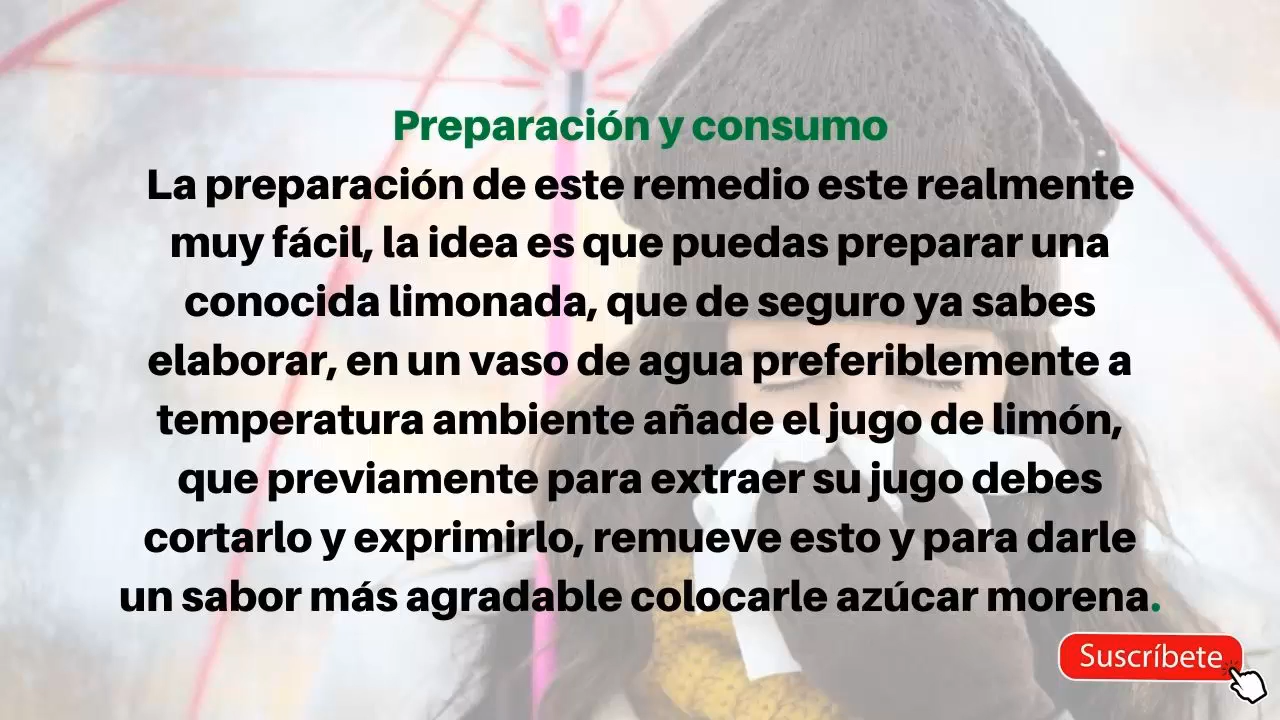 Preparación y consumo
La preparación de este remedio este realmente
muy fácil, la idea es que puedas preparar una
conocida limonada, que de seguro ya sabes
elaborar, en un vaso de agua preferiblemente a
temperatura ambiente añade el jugo de limón,
que previamente para extraer su jugo debes
cortarlo y exprimirlo, remueve esto y para darle
un sabor más agradable colocarle azúcar morena.
Suscríbete